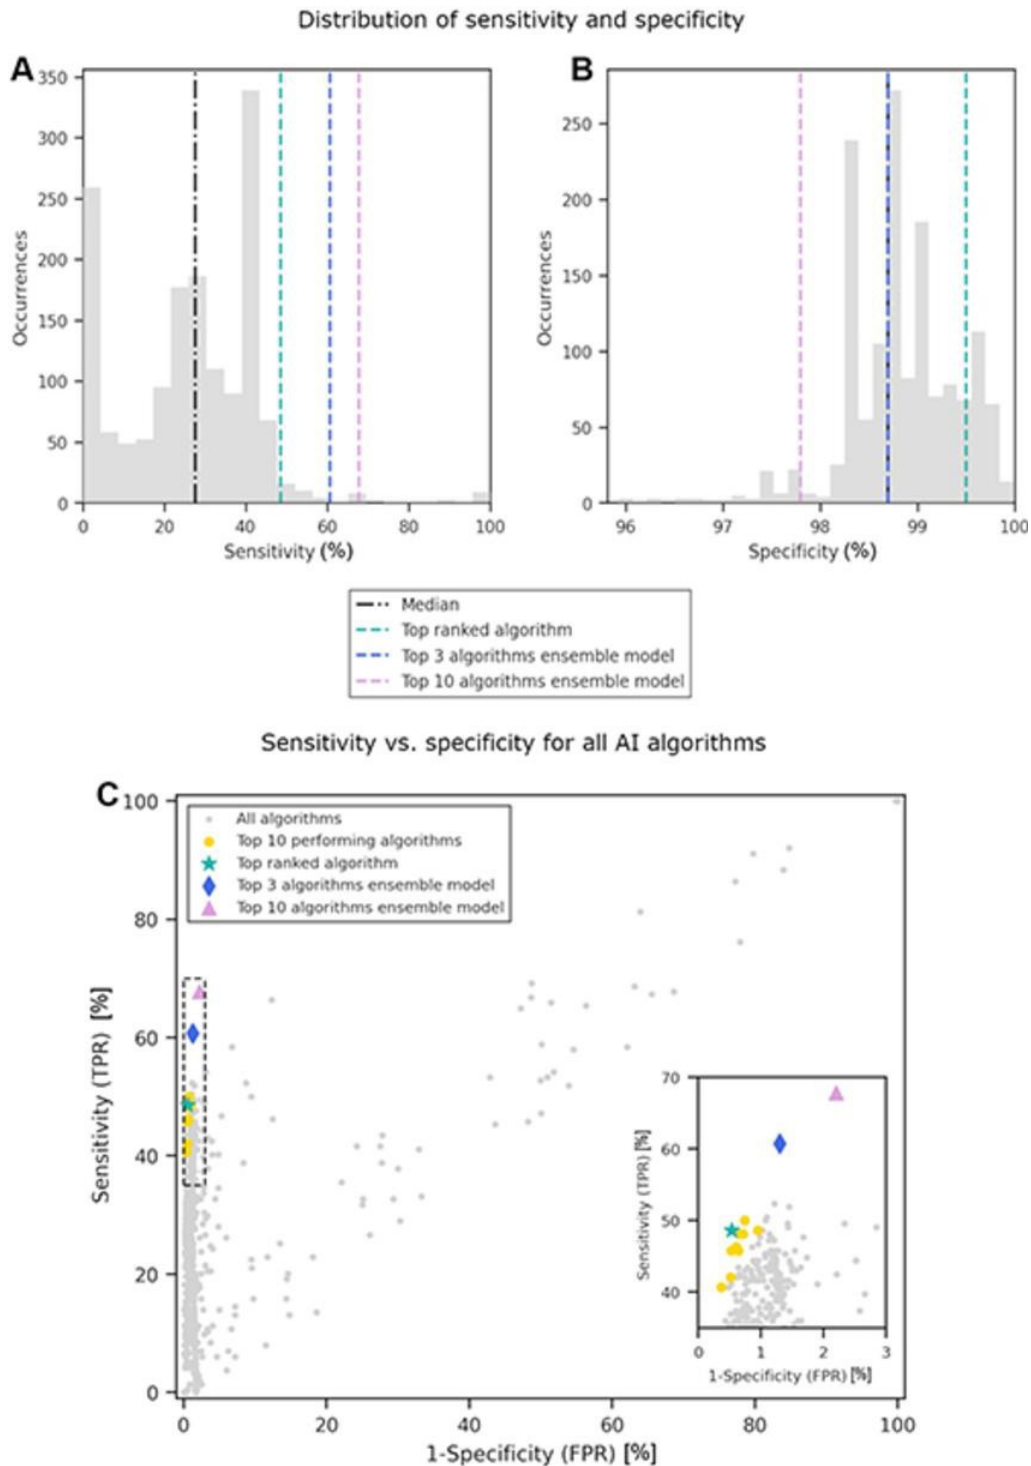 Distribution of sensitivity and specificity
A
350
300
250
200
150
100
50
0
Occurrences
0 20 40 60 80 100
Sensitivity (%)
B
250
200
150
100
50
0
Occurrences
96 97 98 99 100
Specificity (%)
Median
Top ranked algorithm
Top 3 algorithms ensemble model
Top 10 algorithms ensemble model
Sensitivity vs. specificity for all AI algorithms
C
100
80
60
40
20
0
Sensitivity (TPR) [%]
All algorithms
Top 10 performing algorithms
Top ranked algorithm
Top 3 algorithms ensemble model
Top 10 algorithms ensemble model
70
60
50
40
Sensitivity (TPR) [%]
0 1 2 3
1-Specificity (FPR) [%]
0 20 40 60 80 100
1-Specificity (FPR) [%]